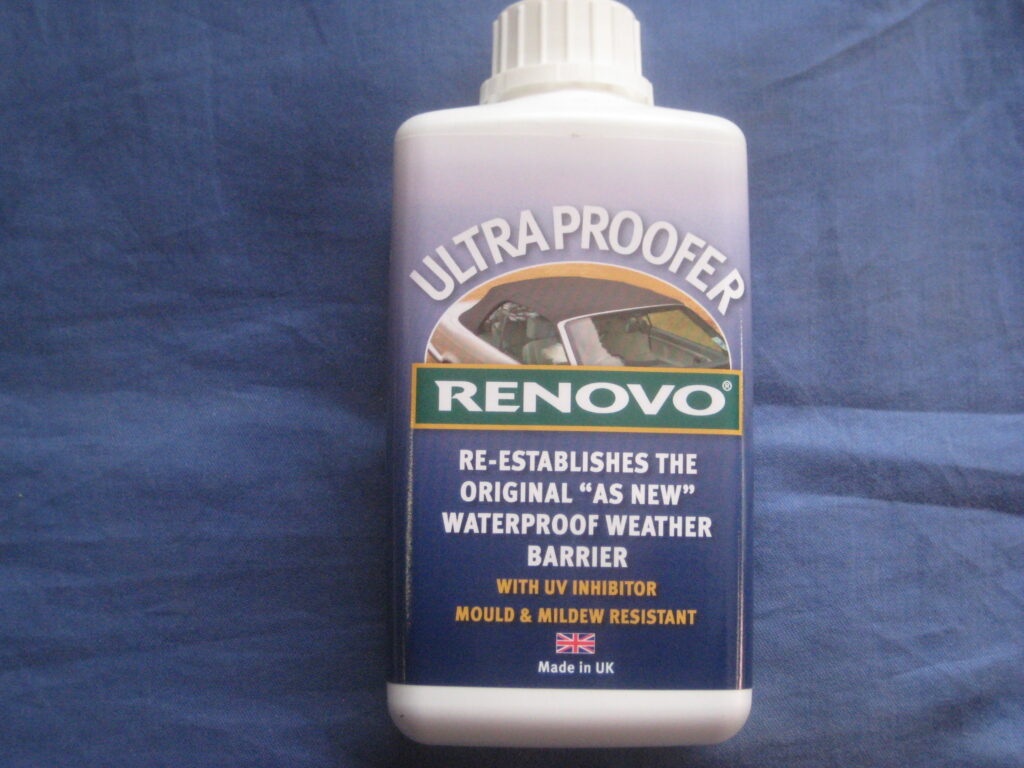 ULTRA PROOFER
RENOVO®
RE-ESTABLISHES THE
ORIGINAL “AS NEW”
WATERPROOF WEATHER
BARRIER
WITH UV INHIBITOR
MOULD & MILDEW RESISTANT
Made in UK